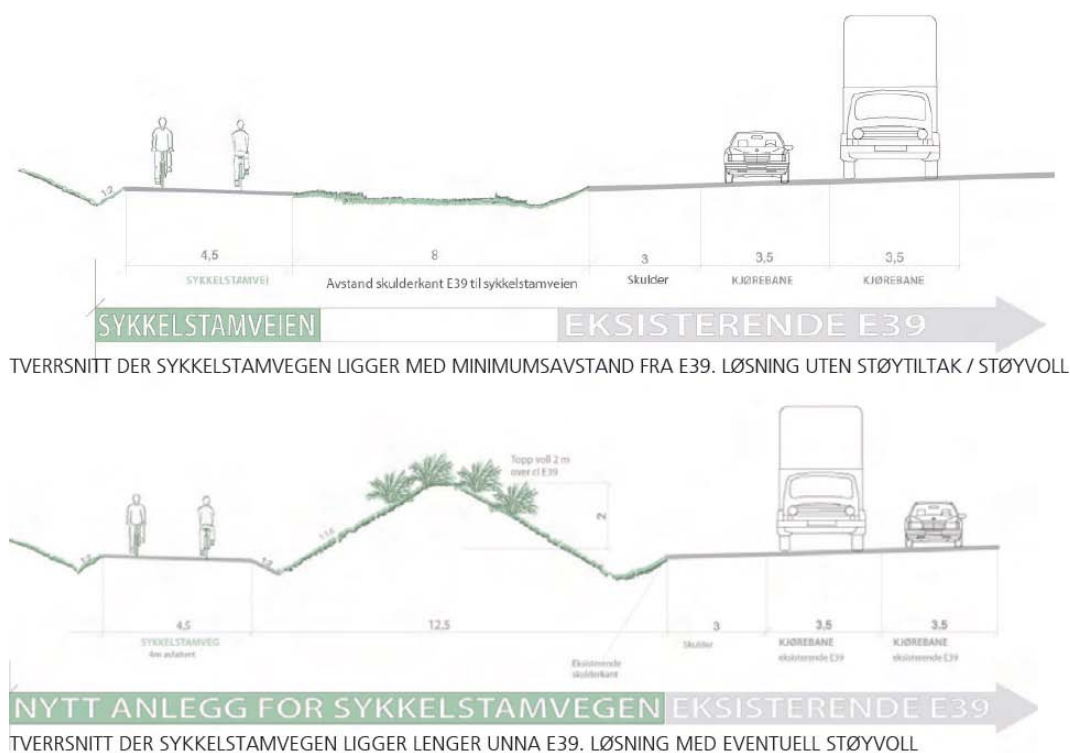 1:2
4,5
8
3
3,5
3,5
SYKKELSTAMVEI
Avstand skulderkant E39 til sykkelstamveien
Skulder
KJØREBANE
KJØREBANE
SYKKELSTAMVEIEN
EKSISTERENDE E39
TVERRSNITT DER SYKKELSTAMVEGEN LIGGER MED MINIMUMSAVSTAND FRA E39. LØSNING UTEN STØYTILTAK / STØYVOLL
Topp voll 2 m
over cl E39
2
1:2
4,5
12,5
3
3,5
3,5
SYKKELSTAMVEG
4m asfaltert
Skulder
KJØREBANE
eksisterende E39
KJØREBANE
eksisterende E39
Eksisterende
skulderkant
NYTT ANLEGG FOR SYKKELSTAMVEGEN
EKSISTERENDE E39
TVERRSNITT DER SYKKELSTAMVEGEN LIGGER LENGER UNNA E39. LØSNING MED EVENTUELL STØYVOLL